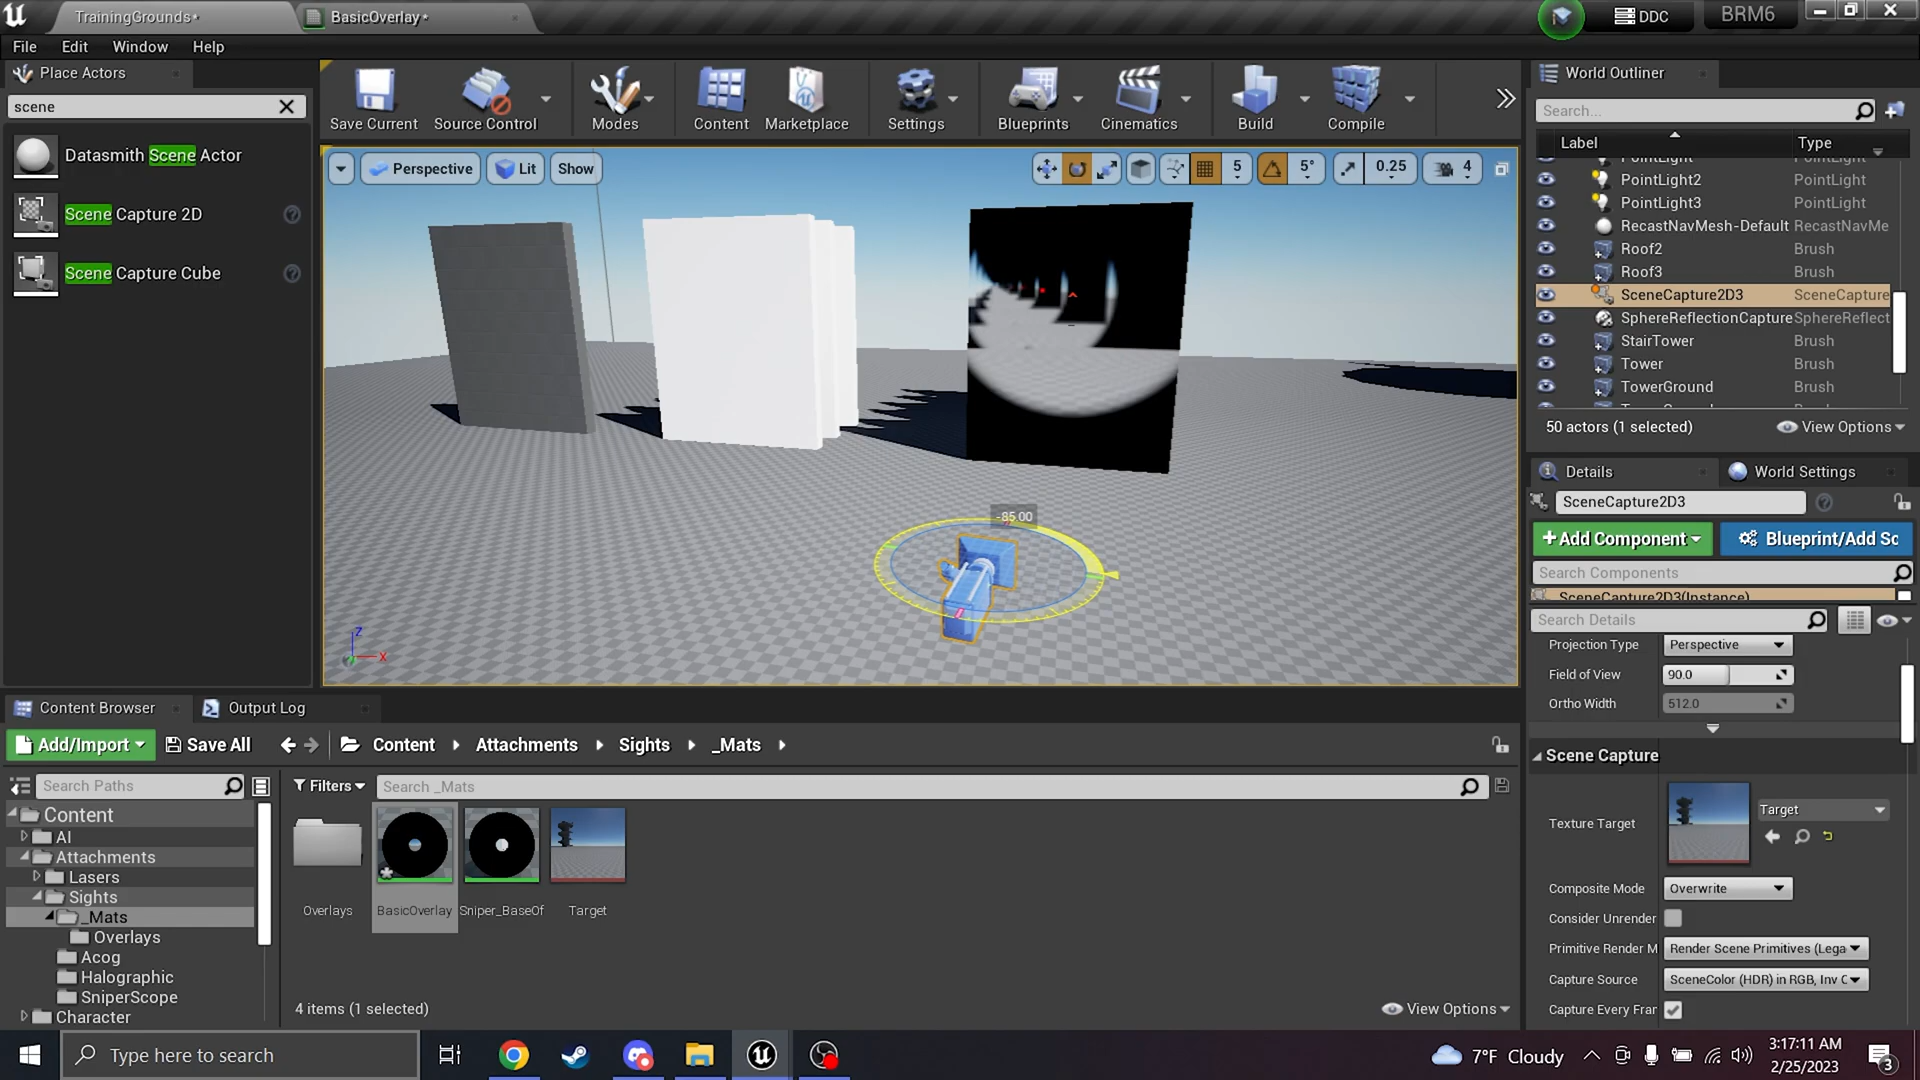 TrainingGrounds*
BasicOverlay*
DDC
BRM6
File Edit Window Help
Place Actors
scene
Datasmith Scene Actor
Scene Capture 2D
Scene Capture Cube
Save Current
Source Control
Modes
Content
Marketplace
Settings
Blueprints
Cinematics
Build
Compile
Perspective
Lit
Show
5
5°
0.25
4
-85.00
Z
X
World Outliner
Search...
Label Type
PointLight PointLight
PointLight2 PointLight
PointLight3 PointLight
RecastNavMesh-Default RecastNavMe
Roof2 Brush
Roof3 Brush
SceneCapture2D3 SceneCapture
SphereReflectionCapture SphereReflect
StairTower Brush
Tower Brush
TowerGround Brush
50 actors (1 selected)
View Options
Details
World Settings
SceneCapture2D3
+Add Component
Blueprint/Add Sc
Search Components
SceneCapture2D3(Instance)
Search Details
Projection Type Perspective
Field of View 90.0
Ortho Width 512.0
Scene Capture
Texture Target
Target
Composite Mode Overwrite
Consider Unrender
Primitive Render M Render Scene Primitives (Lega
Capture Source SceneColor (HDR) in RGB, Inv
Capture Every Frar
Content Browser
Output Log
Add/Import
Save All
Content
Attachments
Sights
_Mats
Search Paths
Filters
Search _Mats
Content
AI
Attachments
Lasers
Sights
_Mats
Overlays
Acog
Halographic
SniperScope
Character
Overlays
BasicOverlay
Sniper_BaseOf
Target
4 items (1 selected)
View Options
Type here to search
7°F Cloudy
3:17:11 AM
2/25/2023
3